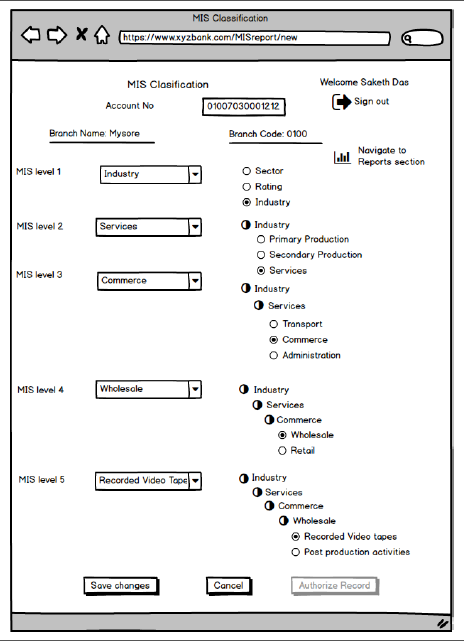 MIS Classification
https://www.xyzbank.com/MISreport/new
MIS Clasification
Welcome Saketh Das
Account No
01007030001212
Sign out
Branch Name: Mysore
Branch Code: 0100
Navigate to
Reports section
MIS level 1
Industry
Sector
Rating
Industry
MIS level 2
Services
Industry
Primary Production
Secondary Production
Services
MIS level 3
Commerce
Industry
Services
Transport
Commerce
Administration
MIS level 4
Wholesale
Industry
Services
Commerce
Wholesale
Retail
MIS level 5
Recorded Video Tape
Industry
Services
Commerce
Wholesale
Recorded Video tapes
Post production activities
Save changes
Cancel
Authorize Record